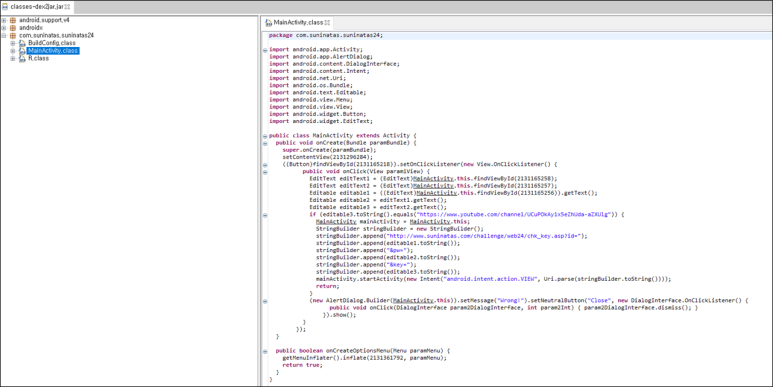 classes-dex2jar.jar
android.support.v4
androidx
com.suninatas.suninatas24
BuildConfig.class
MainActivity.class
R.class
MainActivity.class
package com.suninatas.suninatas24;
import android.app.Activity;
import android.app.AlertDialog;
import android.content.DialogInterface;
import android.content.Intent;
import android.net.Uri;
import android.os.Bundle;
import android.text.Editable;
import android.view.Menu;
import android.view.View;
import android.widget.Button;
import android.widget.EditText;
public class MainActivity extends Activity {
public void onCreate(Bundle paramBundle) {
super.onCreate(paramBundle);
setContentView(2131296284);
((Button)findViewById(2131165218)).setOnClickListener(new View.OnClickListener() {
public void onClick(View param1View) {
EditText editText1 = (EditText)MainActivity.this.findViewById(2131165258);
EditText editText2 = (EditText)MainActivity.this.findViewById(2131165257);
Editable editable1 = ((EditText)MainActivity.this.findViewById(2131165256)).getText();
Editable editable2 = editText1.getText();
Editable editable3 = editText2.getText();
if (editable3.toString().equals("https://www.youtube.com/channel/UCuPOkAy1x5eZhUda-aZXUlg")) {
MainActivity mainActivity = MainActivity.this;
StringBuilder stringBuilder = new StringBuilder();
stringBuilder.append("http://www.suninatas.com/challenge/web24/chk_key.asp?id=");
stringBuilder.append(editable1.toString());
stringBuilder.append("&pw=");
stringBuilder.append(editable2.toString());
stringBuilder.append("&key=");
stringBuilder.append(editable3.toString());
mainActivity.startActivity(new Intent("android.intent.action.VIEW", Uri.parse(stringBuilder.toString())));
return;
}
(new AlertDialog.Builder(MainActivity.this)).setMessage("Wrong!").setNeutralButton("Close", new DialogInterface.OnClickListener() {
public void onClick(DialogInterface param2DialogInterface, int param2Int) { param2DialogInterface.dismiss(); }
}).show();
}
});
}
public boolean onCreateOptionsMenu(Menu paramMenu) {
getMenuInflater().inflate(2131361792, paramMenu);
return true;
}
}